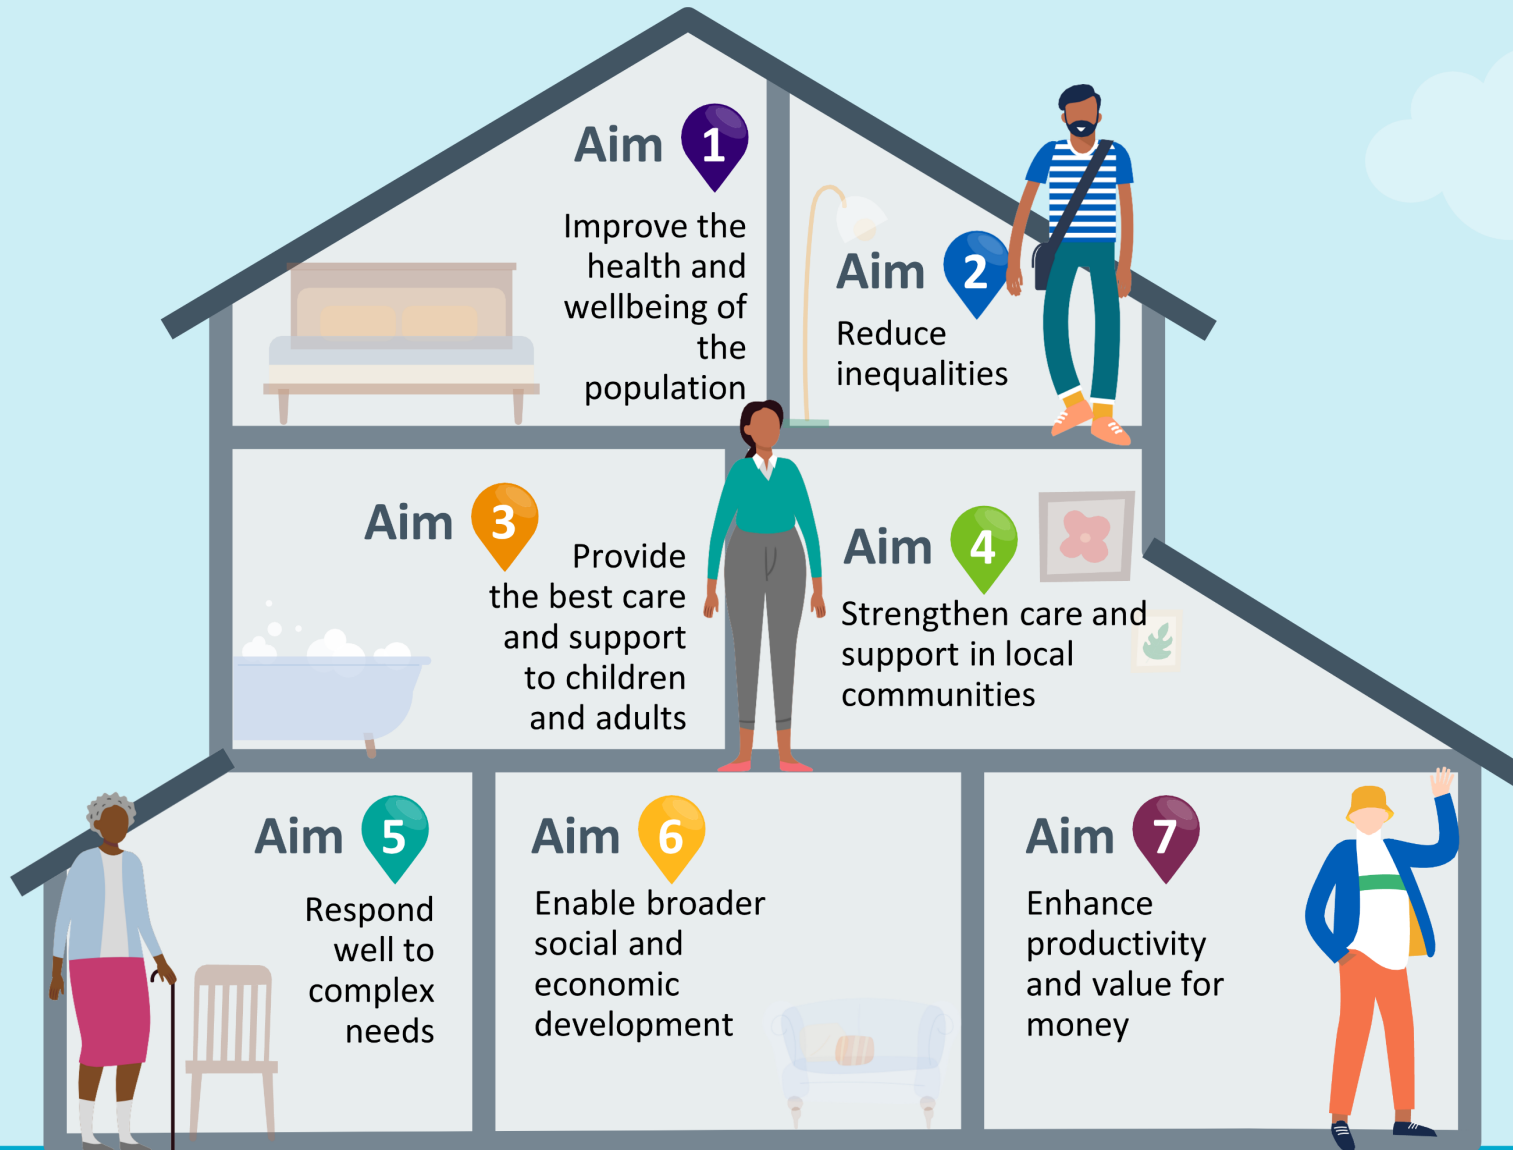 Aim 1
Improve the
health and
wellbeing of
the
population
Aim 2
Reduce
inequalities
Aim 3
Provide
the best care
and support
to children
and adults
Aim 4
Strengthen care and
support in local
communities
Aim 5
Respond
well to
complex
needs
Aim 6
Enable broader
social and
economic
development
Aim 7
Enhance
productivity
and value for
money